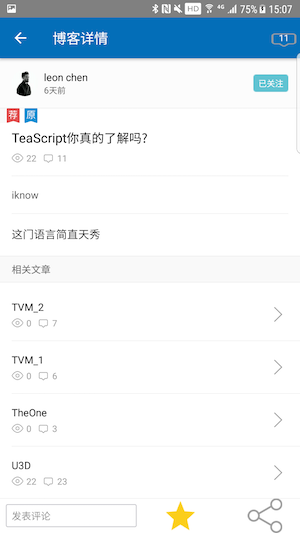 HD 4G 75% 15:07
博客详情
11
leon chen
6天前
已关注
荐 原
TeaScript你真的了解吗?
22 11
iknow
这门语言简直天秀
相关文章
TVM_2
0 7
TVM_1
0 6
TheOne
0 3
U3D
22 23
发表评论